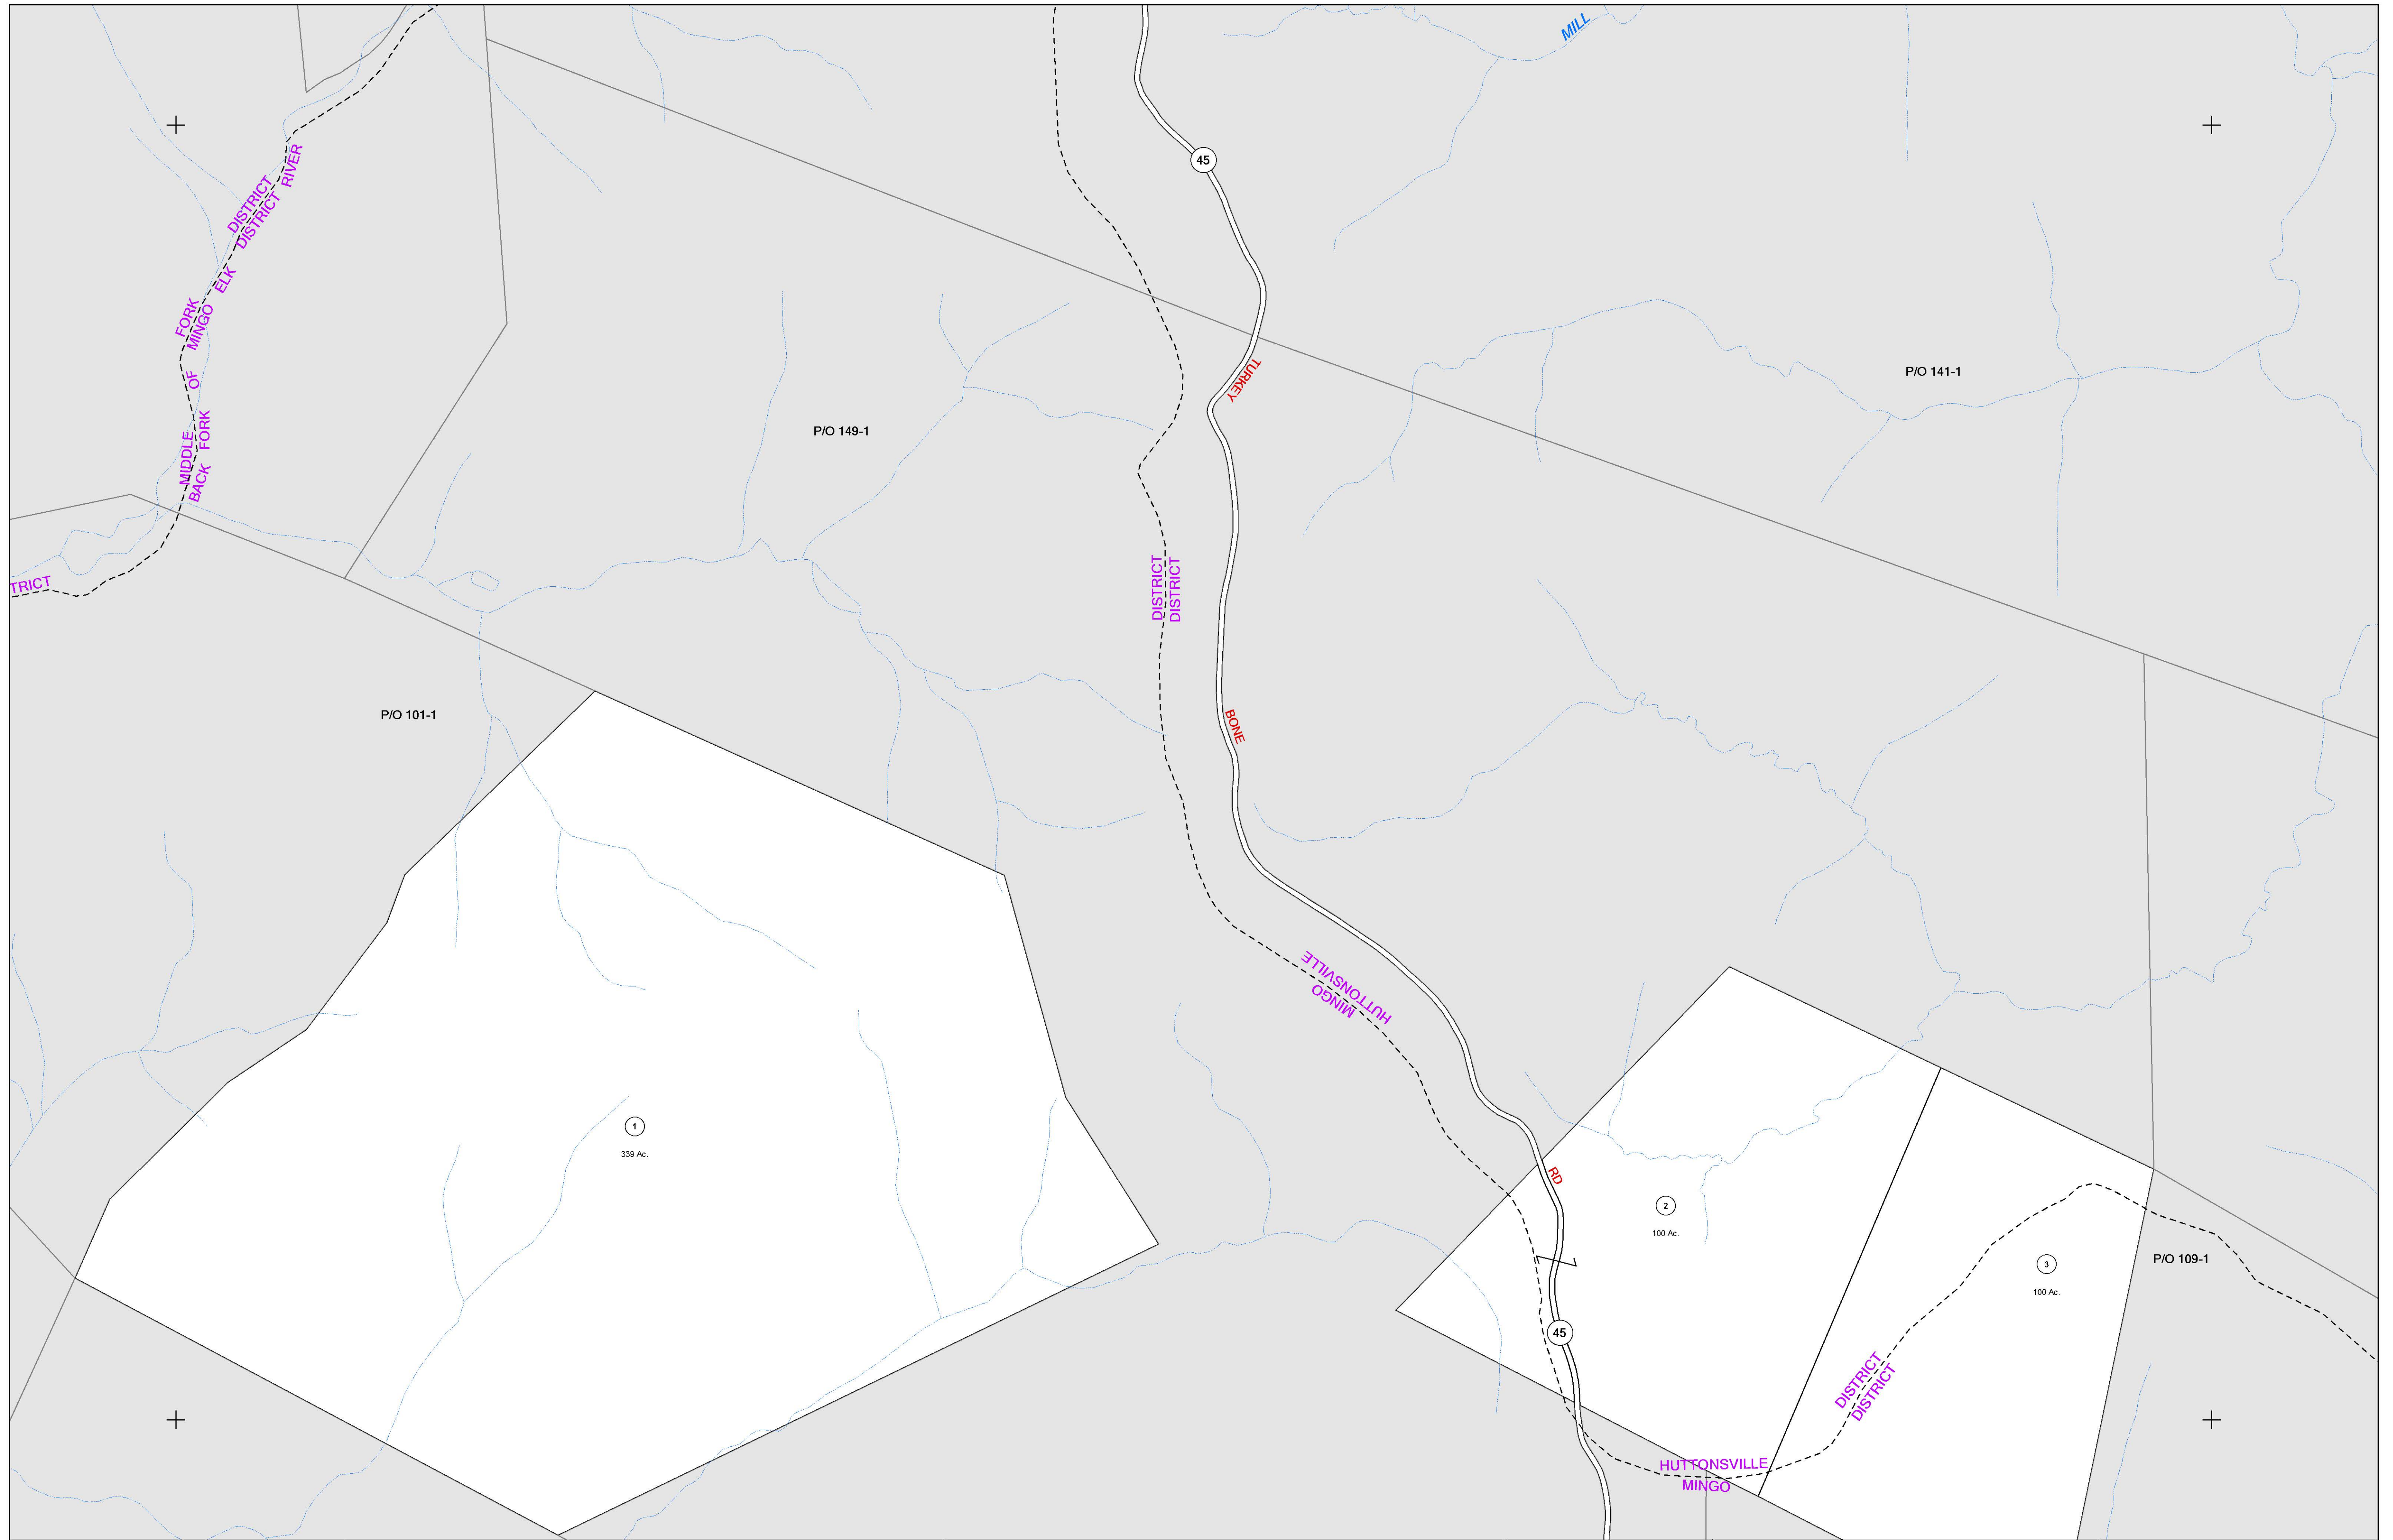 MILL
45
DISTRICT
DISTRICT
RIVER
ELK
FORK
MINGO
OF
MIDDLE
FORK
BACK
TRICT
P/O 141-1
TURKEY
P/O 149-1
DISTRICT
DISTRICT
P/O 101-1
BONE
HUTTONSVILLE
MINGO
1
339 Ac.
RD
2
100 Ac.
3
100 Ac.
P/O 109-1
45
DISTRICT
DISTRICT
HUTTONSVILLE
MINGO